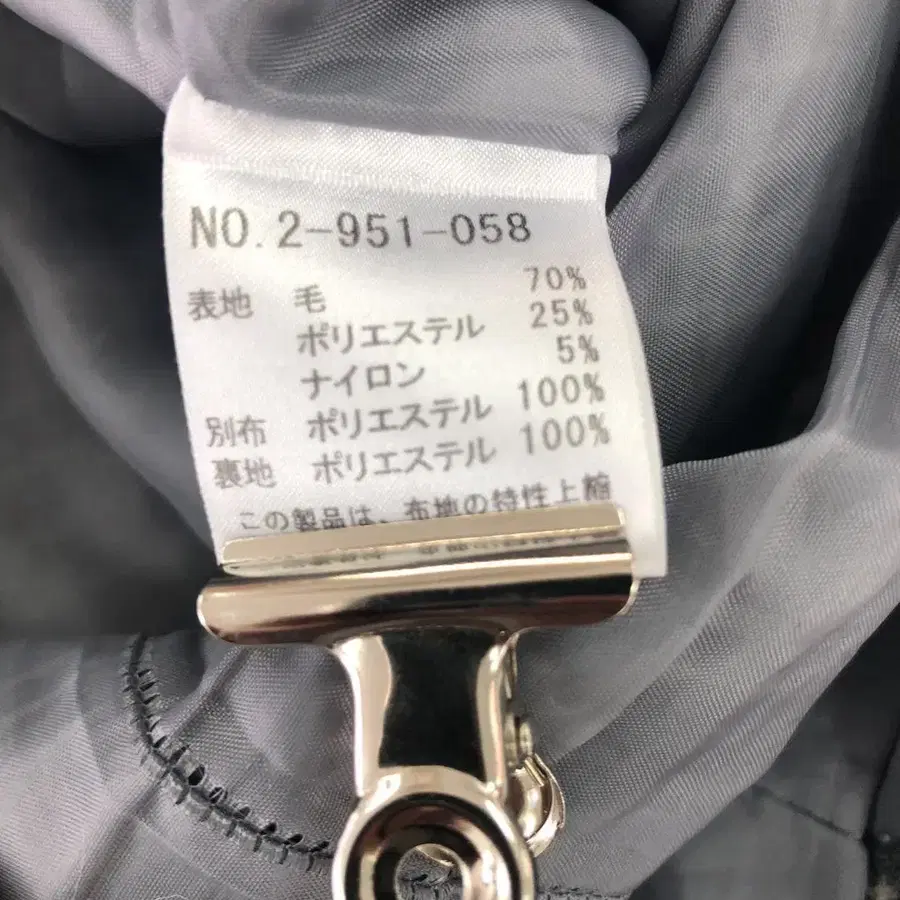 NO.2-951-058
表地 毛 70%
ポリエステル 25%
ナイロン 5%
別布 ポリエステル 100%
裏地 ポリエステル 100%
この製品は、布地の特性上縮